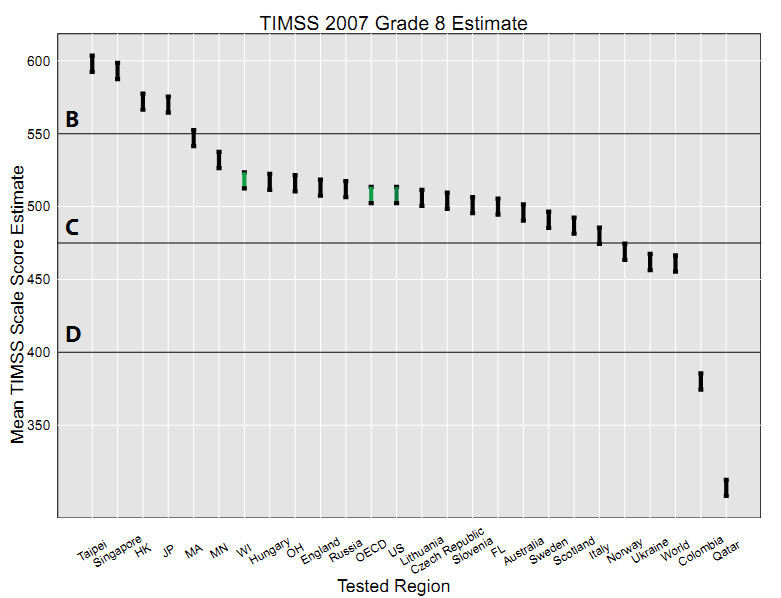 TIMSS 2007 Grade 8 Estimate
Mean TIMSS Scale Score Estimate
600
B
550
500
C
450
D
400
350
Taipei
Singapore
HK
JP
MA
MN
WI
Hungary
OH
England
Russia
OECD
US
Lithuania
Czech Republic
Slovenia
FL
Australia
Sweden
Scotland
Italy
Norway
Ukraine
World
Colombia
Qatar
Tested Region